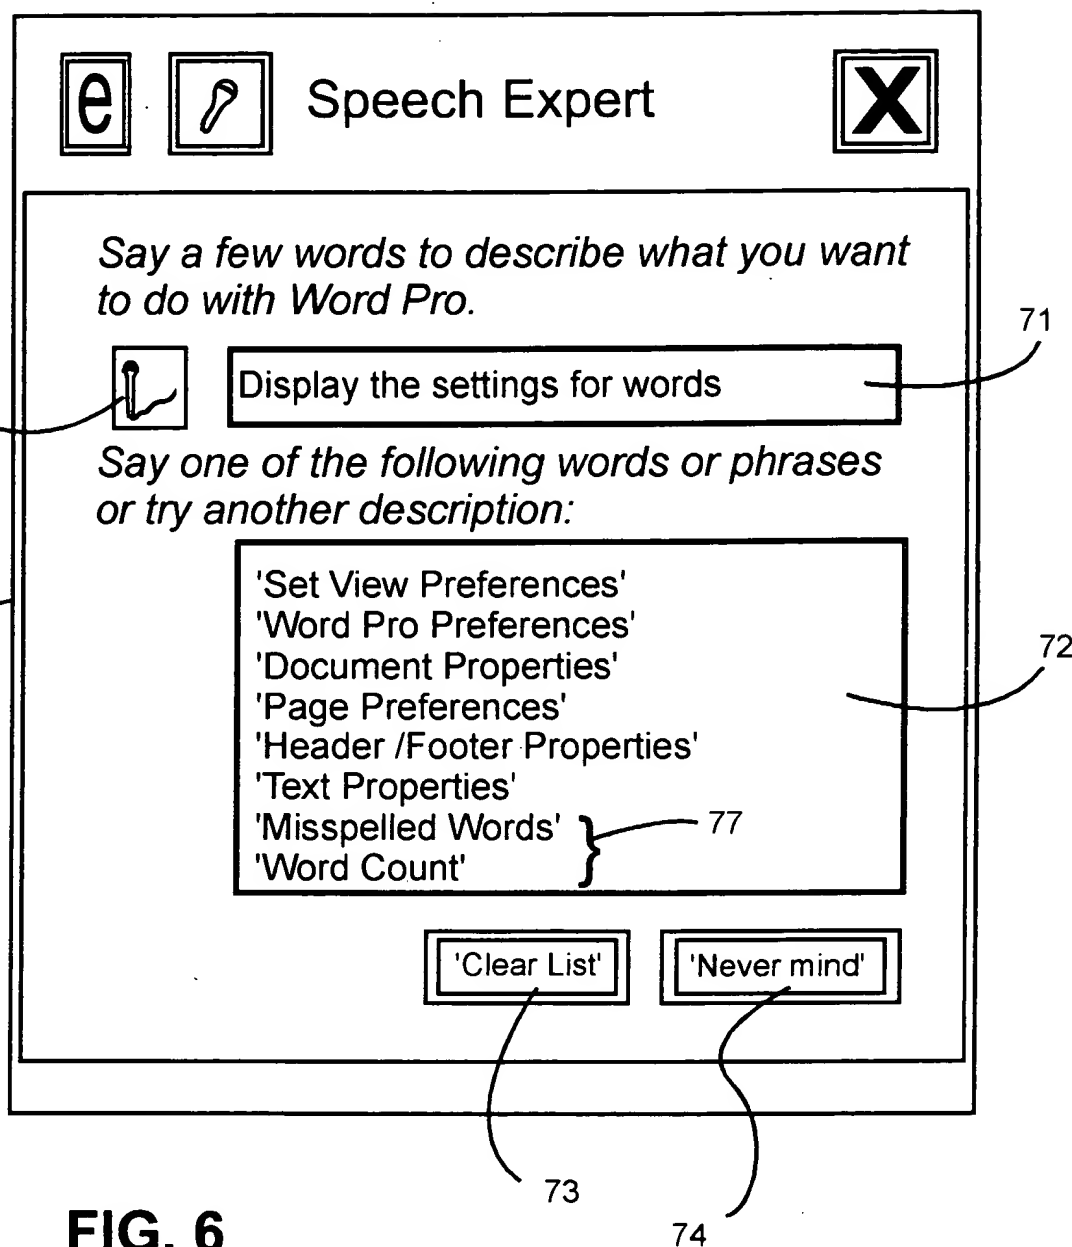 e Speech Expert X
Say a few words to describe what you want
to do with Word Pro.
71
Display the settings for words
Say one of the following words or phrases
or try another description:
'Set View Preferences'
'Word Pro Preferences'
72
'Document Properties'
'Page Preferences'
'Header /Footer Properties'
'Text Properties'
'Misspelled Words' } 77
'Word Count'
'Clear List' 'Never mind'
73
74
FIG. 6